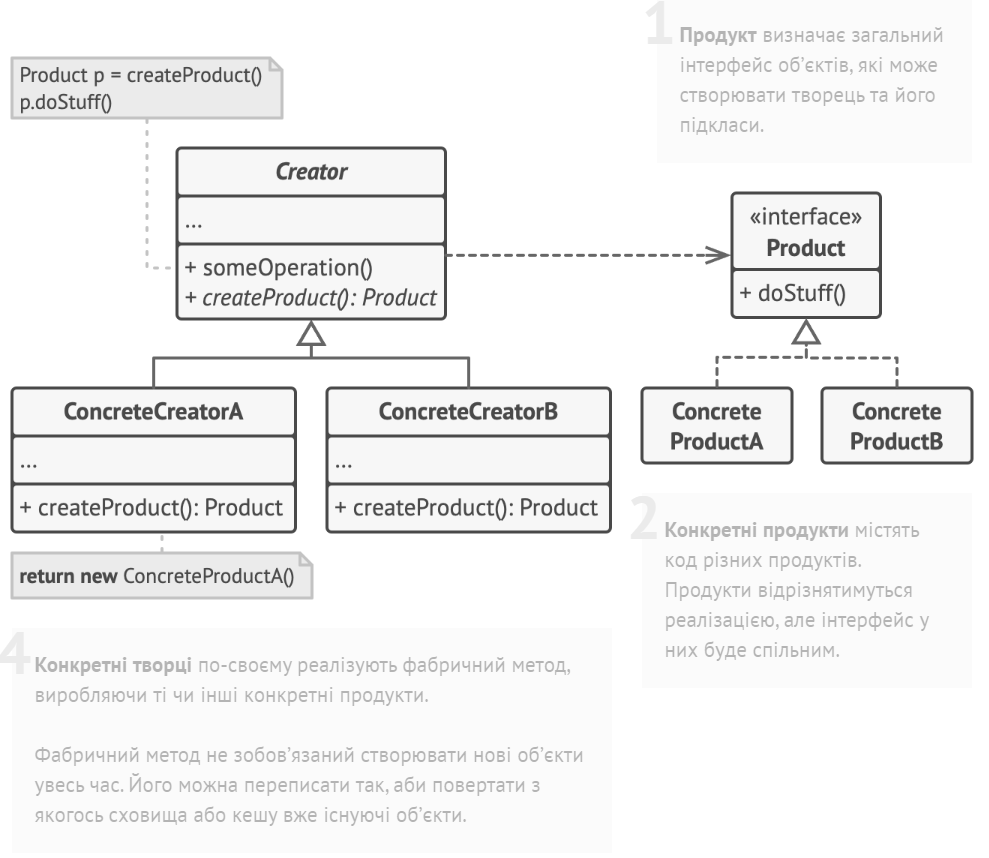 1
Продукт визначає загальний
інтерфейс об’єктів, які може
створювати творець та його
підкласи.
Product p = createProduct()
p.doStuff()
Creator
...
+ someOperation()
+ createProduct(): Product
«interface»
Product
+ doStuff()
ConcreteCreatorA
...
+ createProduct(): Product
ConcreteCreatorB
...
+ createProduct(): Product
Concrete
ProductA
Concrete
ProductB
return new ConcreteProductA()
2
Конкретні продукти містять
код різних продуктів.
Продукти відрізнятимуться
реалізацією, але інтерфейс у
них буде спільним.
4
Конкретні творці по-своєму реалізують фабричний метод,
виробляючи ті чи інші конкретні продукти.
Фабричний метод не зобов’язаний створювати нові об’єкти
увесь час. Його можна переписати так, аби повертати з
якогось сховища або кешу вже існуючі об’єкти.